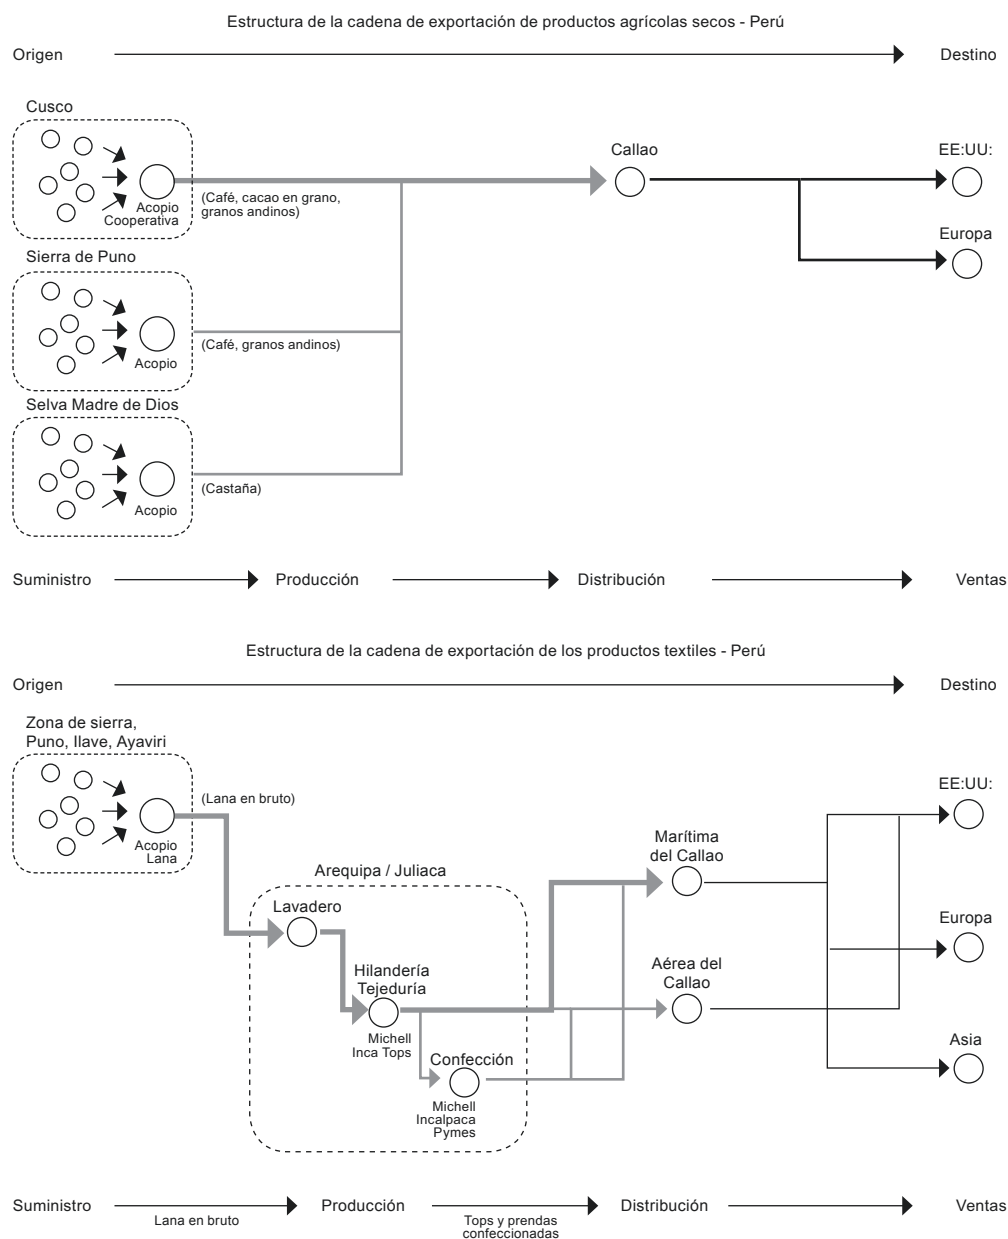 Estructura de la cadena de exportación de productos agrícolas secos - Perú
Origen
Destino
Cusco
Acopio
Cooperativa
(Café, cacao en grano,
granos andinos)
Callao
EE:UU:
Europa
Sierra de Puno
Acopio
(Café, granos andinos)
Selva Madre de Dios
Acopio
(Castaña)
Suministro
Producción
Distribución
Ventas
Estructura de la cadena de exportación de los productos textiles - Perú
Origen
Destino
Zona de sierra,
Puno, Ilave, Ayaviri
Acopio
Lana
(Lana en bruto)
Arequipa / Juliaca
Lavadero
Hilandería
Tejeduría
Michell
Inca Tops
Confección
Michell
Incalpaca
Pymes
Marítima
del Callao
Aérea del
Callao
EE:UU:
Europa
Asia
Suministro
Lana en bruto
Producción
Tops y prendas
confeccionadas
Distribución
Ventas